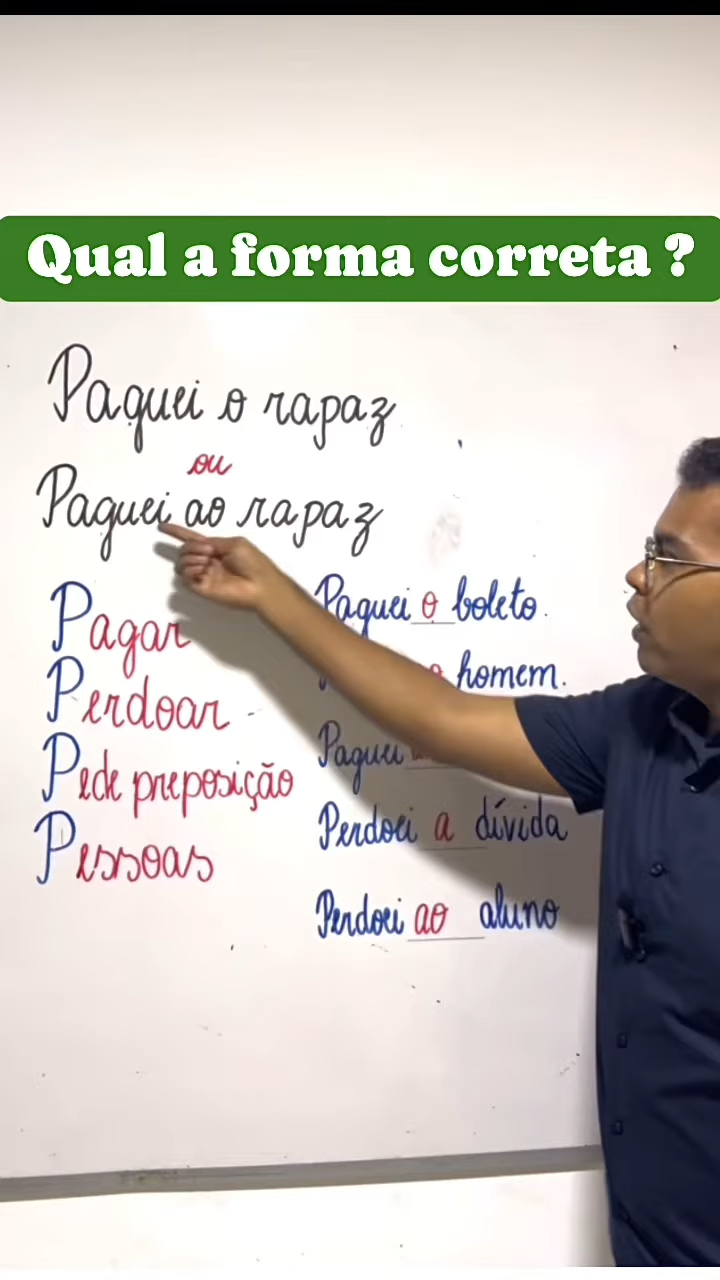 Qual a forma correta ?
Paguei o rapaz
ou
Paguei ao rapaz
Pagar
Perdoar
Pede preposição
Pessoas
Paguei o boleto.
homem.
Paguei
Perdoei a dívida
Perdoei ao aluno